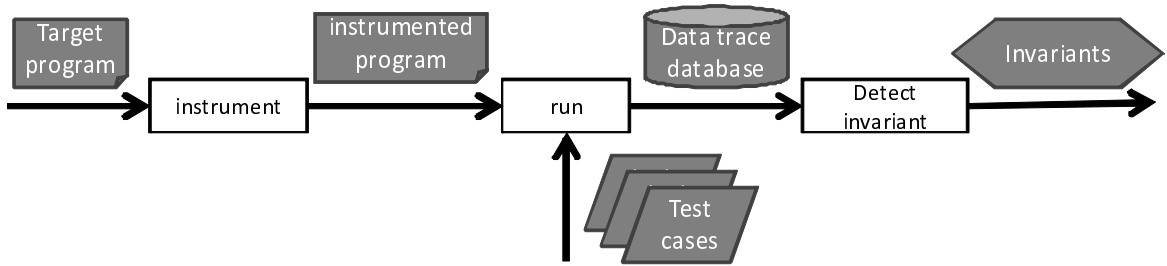 Target
program
instrumented
program
Data trace
database
Invariants
instrument
run
Detect
invariant
Test
cases